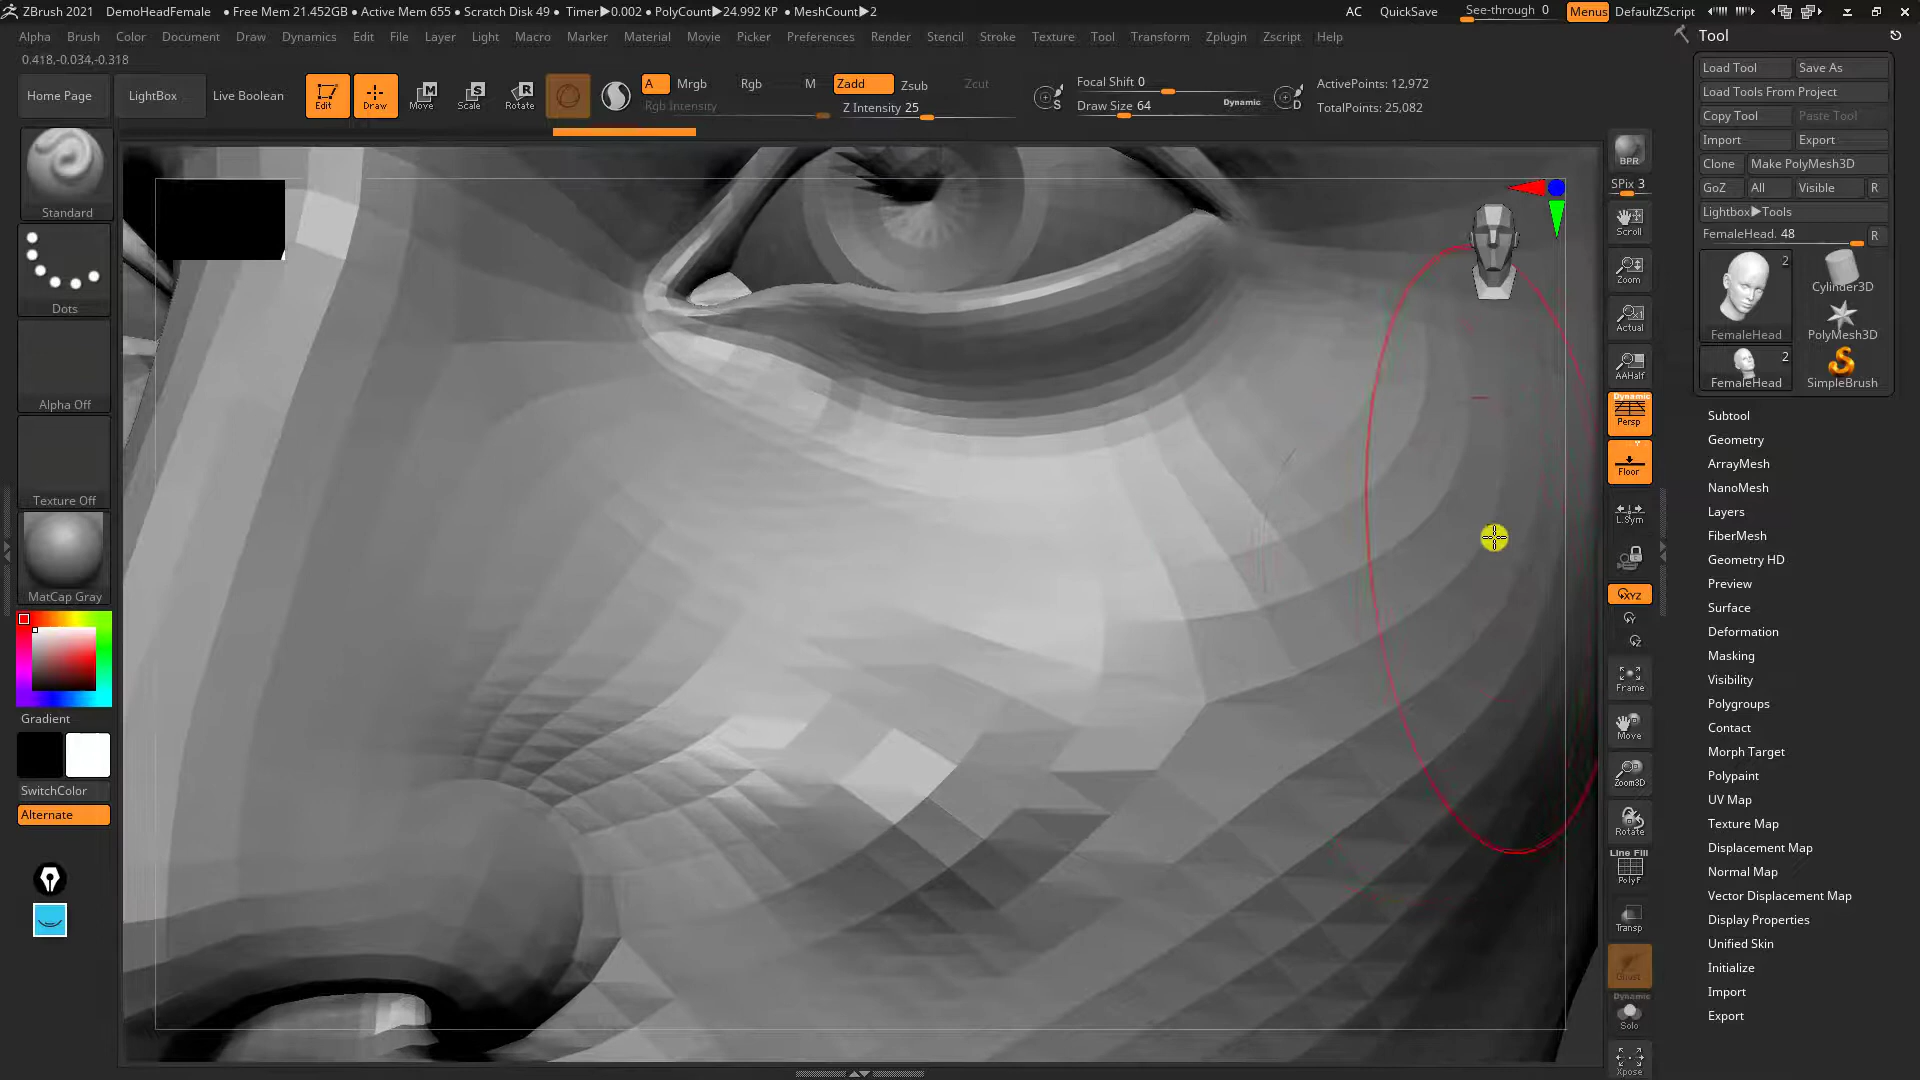 ZBrush 2021 DemoHeadFemale • Free Mem 21.452GB • Active Mem 655 • Scratch Disk 49 • Timer▶0.002 • PolyCount▶24.992 KP • MeshCount▶2 AC QuickSave See-through 0 Menus DefaultZScript
Alpha Brush Color Document Draw Dynamics Edit File Layer Light Macro Marker Material Movie Picker Preferences Render Stencil Stroke Texture Tool Transform Zplugin Zscript Help
0.418,-0.034,-0.318
Home Page LightBox Live Boolean Edit Draw Move Scale Rotate
M S R
A Mrgb Rgb M Zadd Zsub Zcut
Rgb Intensity Z Intensity 25
S Focal Shift 0
Draw Size 64 Dynamic D
ActivePoints: 12,972
TotalPoints: 25,082
Standard
Dots
Alpha Off
Texture Off
MatCap Gray
Gradient
SwitchColor
Alternate
BPR
SPix 3
Scroll
Zoom
Actual
AAHalf
Dynamic
Persp
Floor
L.Sym
XYZ
Y
Z
Frame
Move
Zoom3D
Rotate
Line Fill
PolyF
Transp
Ghost
Dynamic
Solo
Xpose
Tool
Load Tool Save As
Load Tools From Project
Copy Tool Paste Tool
Import Export
Clone Make PolyMesh3D
GoZ All Visible R
Lightbox▶Tools
FemaleHead. 48 R
2
FemaleHead Cylinder3D
PolyMesh3D
2
FemaleHead SimpleBrush
Subtool
Geometry
ArrayMesh
NanoMesh
Layers
FiberMesh
Geometry HD
Preview
Surface
Deformation
Masking
Visibility
Polygroups
Contact
Morph Target
Polypaint
UV Map
Texture Map
Displacement Map
Normal Map
Vector Displacement Map
Display Properties
Unified Skin
Initialize
Import
Export